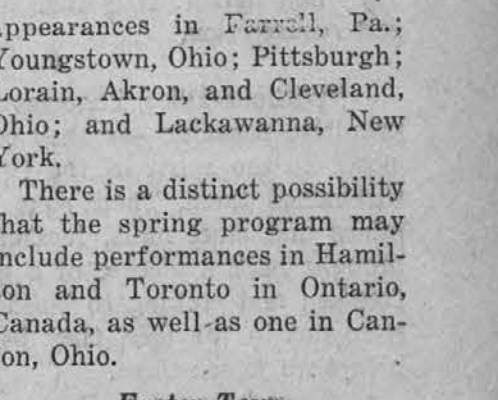 appearances in Farrell, Pa.;
Youngstown, Ohio; Pittsburgh;
Lorain, Akron, and Cleveland,
Ohio; and Lackawanna, New
York.
There is a distinct possibility
that the spring program may
include performances in Hamil-
ton and Toronto in Ontario,
Canada, as well as one in Can-
ton, Ohio.